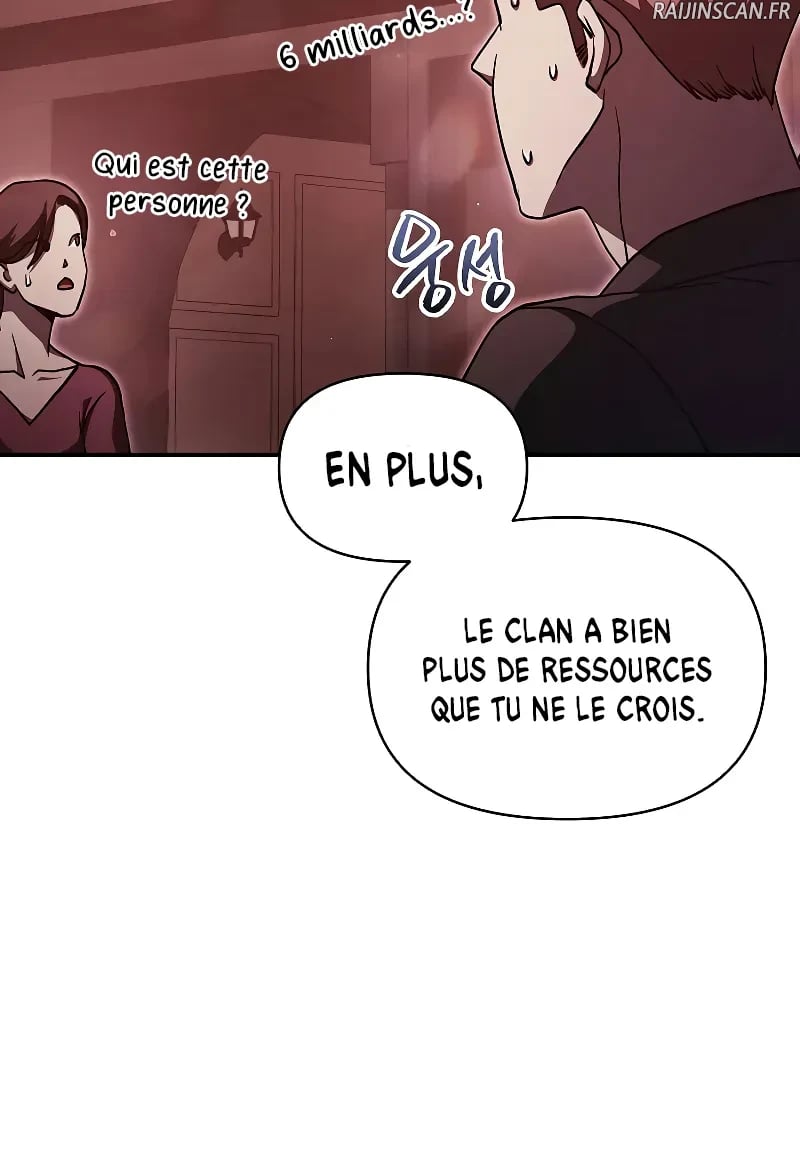 RAIJINSCAN.FR
6 milliards...?
Qui est cette
personne ?
웅성
EN PLUS,
LE CLAN A BIEN
PLUS DE RESSOURCES
QUE TU NE LE CROIS.